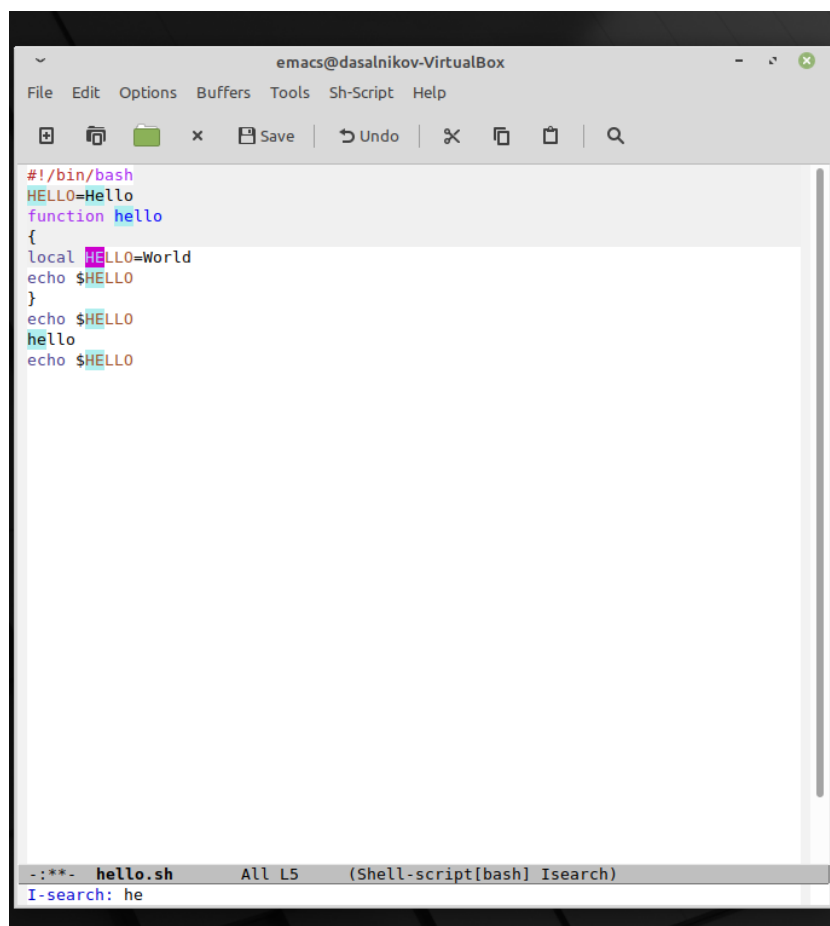 emacs@dasalnikov-VirtualBox
File Edit Options Buffers Tools Sh-Script Help
Save Undo
#!/bin/bash
HELLO=Hello
function hello
{
local HELLO=World
echo $HELLO
}
echo $HELLO
hello
echo $HELLO
-:**- hello.sh All L5 (Shell-script[bash] Isearch)
I-search: he